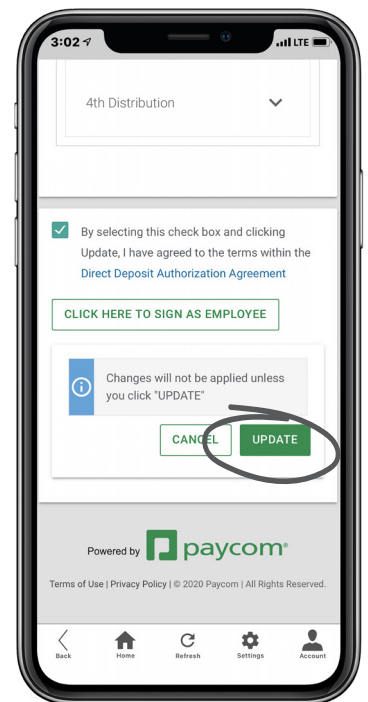 3:02 LTE
4th Distribution
By selecting this check box and clicking
Update, I have agreed to the terms within the
Direct Deposit Authorization Agreement
CLICK HERE TO SIGN AS EMPLOYEE
Changes will not be applied unless
you click "UPDATE"
CANCEL UPDATE
Powered by paycom®
Terms of Use | Privacy Policy | © 2020 Paycom | All Rights Reserved.
Back Home Refresh Settings Account